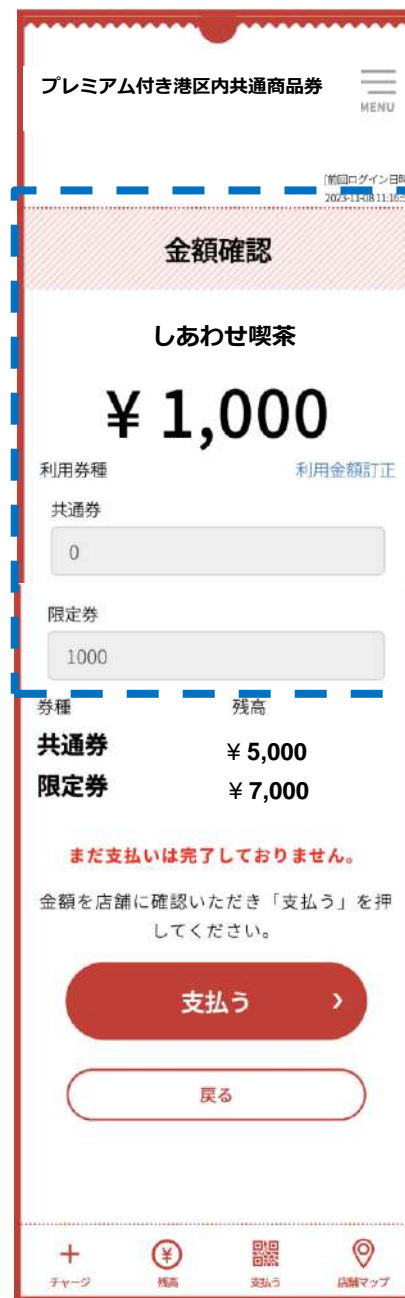 プレミアム付き港区内共通商品券
MENU
[前回ログイン日時
2023-11-08 11:16
金額確認
しあわせ喫茶
¥ 1,000
利用券種 利用金額訂正
共通券
0
限定券
1000
券種 残高
共通券 ¥ 5,000
限定券 ¥ 7,000
まだ支払いは完了しておりません。
金額を店舗に確認いただき「支払う」を押
してください。
支払う
戻る
チャージ 残高 支払う 店舗マップ